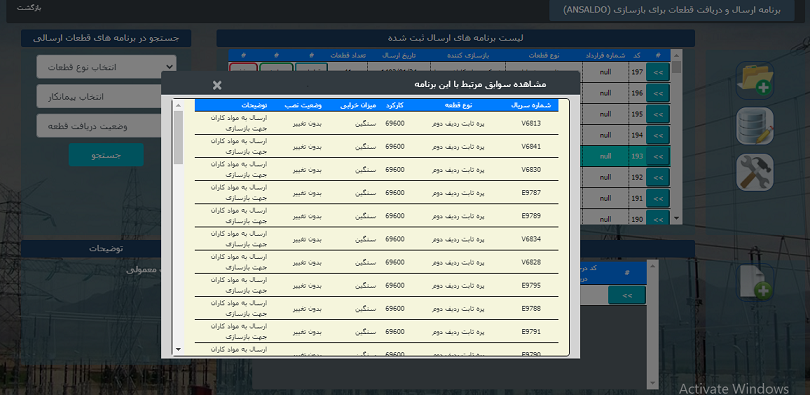 برنامه ارسال و دریافت قطعات برای بازسازی (ANSALDO)
بازگشت
لیست برنامه های ارسال ثبت شده
# کد شماره قرارداد نوع قطعات بازسازی کننده تاریخ ارسال تعداد قطعات # # #
<< 197 null
<< 196 null
<< 195 null
<< 194 null
<< 193 null
<< 192 null
<< 191 null
<< 190 null
جستجو در برنامه های قطعات ارسالی
انتخاب نوع قطعات
انتخاب پیمانکار
وضعیت دریافت قطعه
جستجو
مشاهده سوابق مرتبط با این برنامه
شماره سریال نوع قطعه کارکرد میزان خرابی وضعیت نصب توضیحات
V6813 پره ثابت ردیف دوم 69600 سنگین بدون تغییر ارسال به مواد کاران
جهت بازسازی
V6841 پره ثابت ردیف دوم 69600 سنگین بدون تغییر ارسال به مواد کاران
جهت بازسازی
V6830 پره ثابت ردیف دوم 69600 سنگین بدون تغییر ارسال به مواد کاران
جهت بازسازی
E9787 پره ثابت ردیف دوم 69600 سنگین بدون تغییر ارسال به مواد کاران
جهت بازسازی
E9789 پره ثابت ردیف دوم 69600 سنگین بدون تغییر ارسال به مواد کاران
جهت بازسازی
V6834 پره ثابت ردیف دوم 69600 سنگین بدون تغییر ارسال به مواد کاران
جهت بازسازی
V6828 پره ثابت ردیف دوم 69600 سنگین بدون تغییر ارسال به مواد کاران
جهت بازسازی
E9795 پره ثابت ردیف دوم 69600 سنگین بدون تغییر ارسال به مواد کاران
جهت بازسازی
E9788 پره ثابت ردیف دوم 69600 سنگین بدون تغییر ارسال به مواد کاران
جهت بازسازی
E9791 پره ثابت ردیف دوم 69600 سنگین بدون تغییر ارسال به مواد کاران
جهت بازسازی
E9790 پره ثابت ردیف دوم 69600 سنگین بدون تغییر ارسال به مواد کاران
# کد
<<
توضیحات
معمولی
Activate Windows